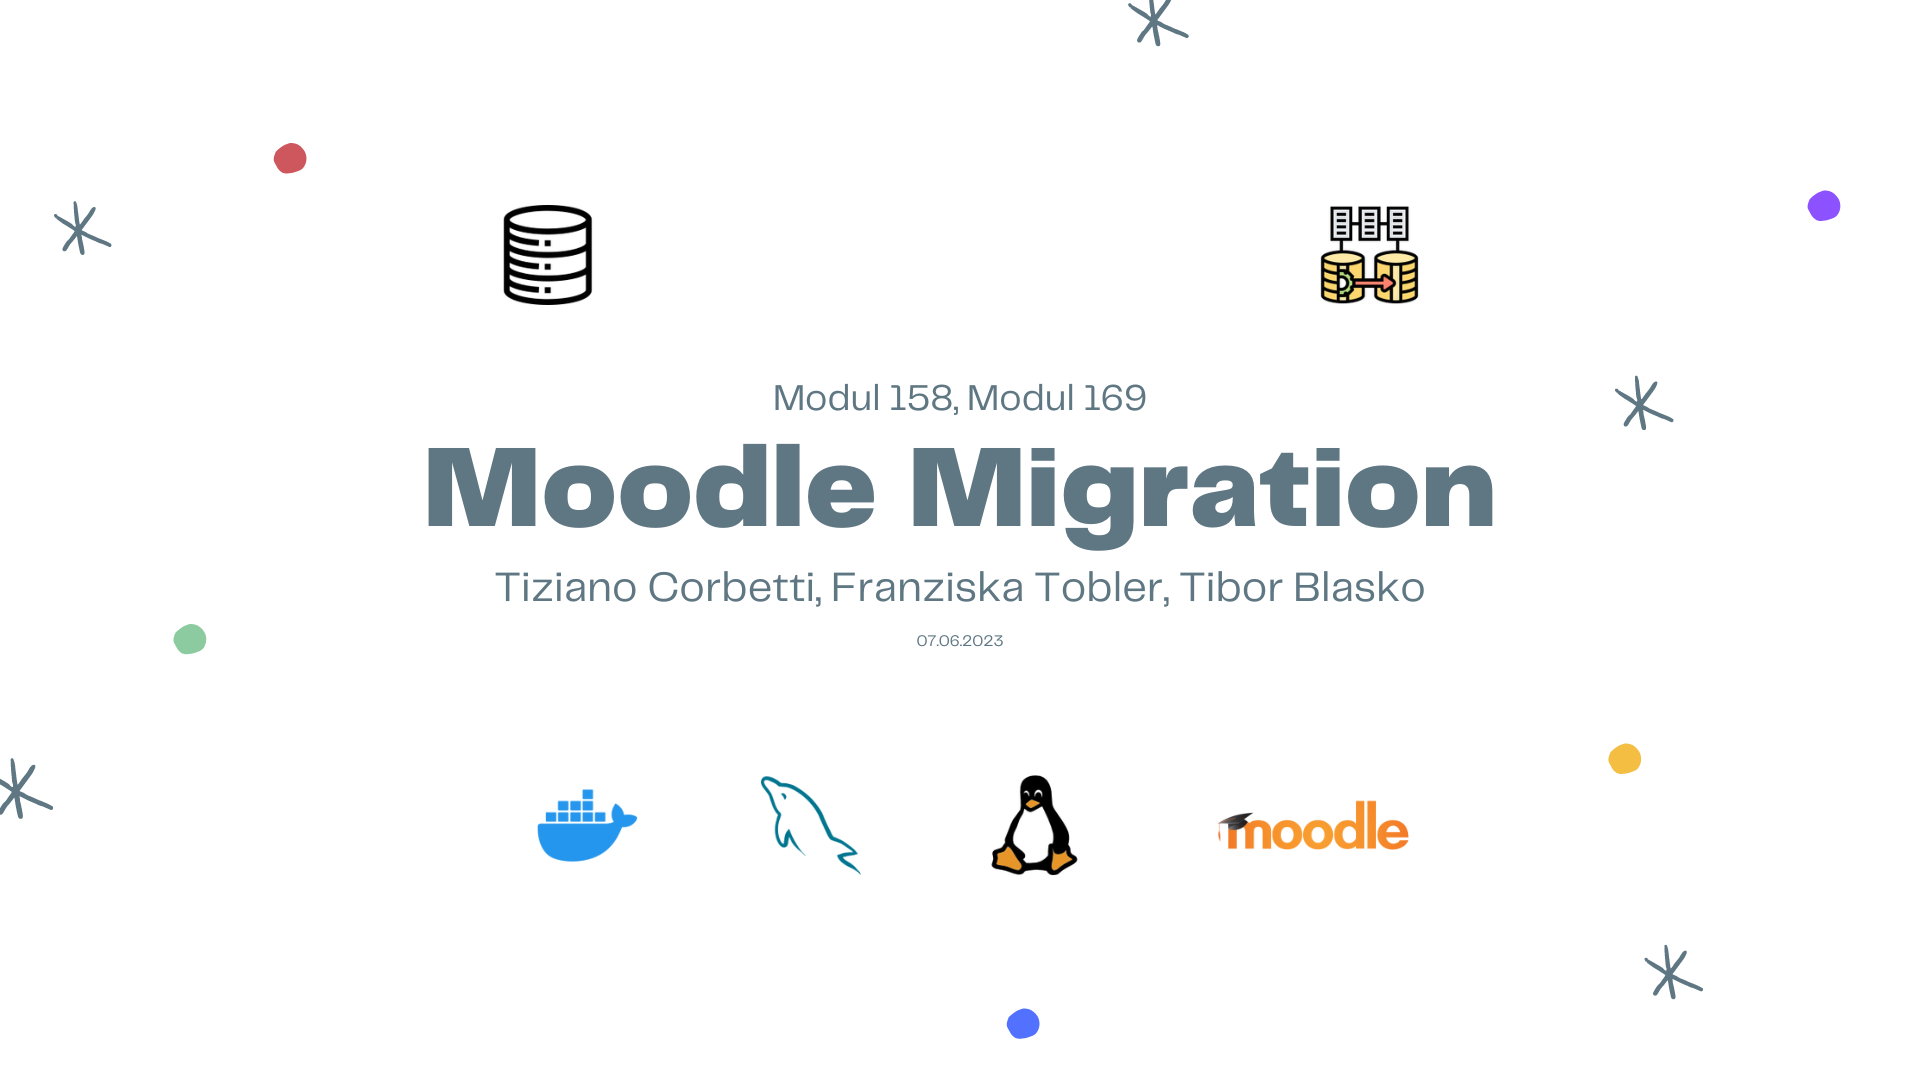 Modul 158, Modul 169
Moodle Migration
Tiziano Corbetti, Franziska Tobler, Tibor Blasko
07.06.2023
moodle